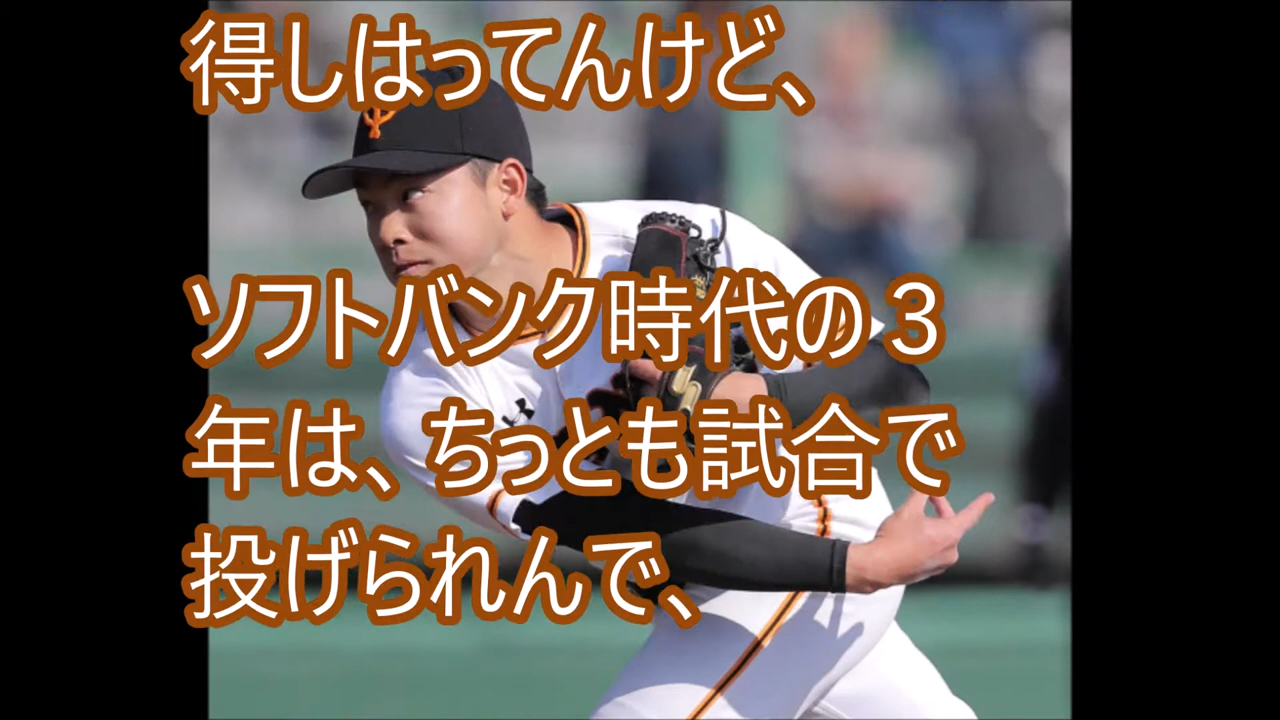 得しはってんけど、
ソフトバンク時代の３
年は、ちっとも試合で
投げられんで、